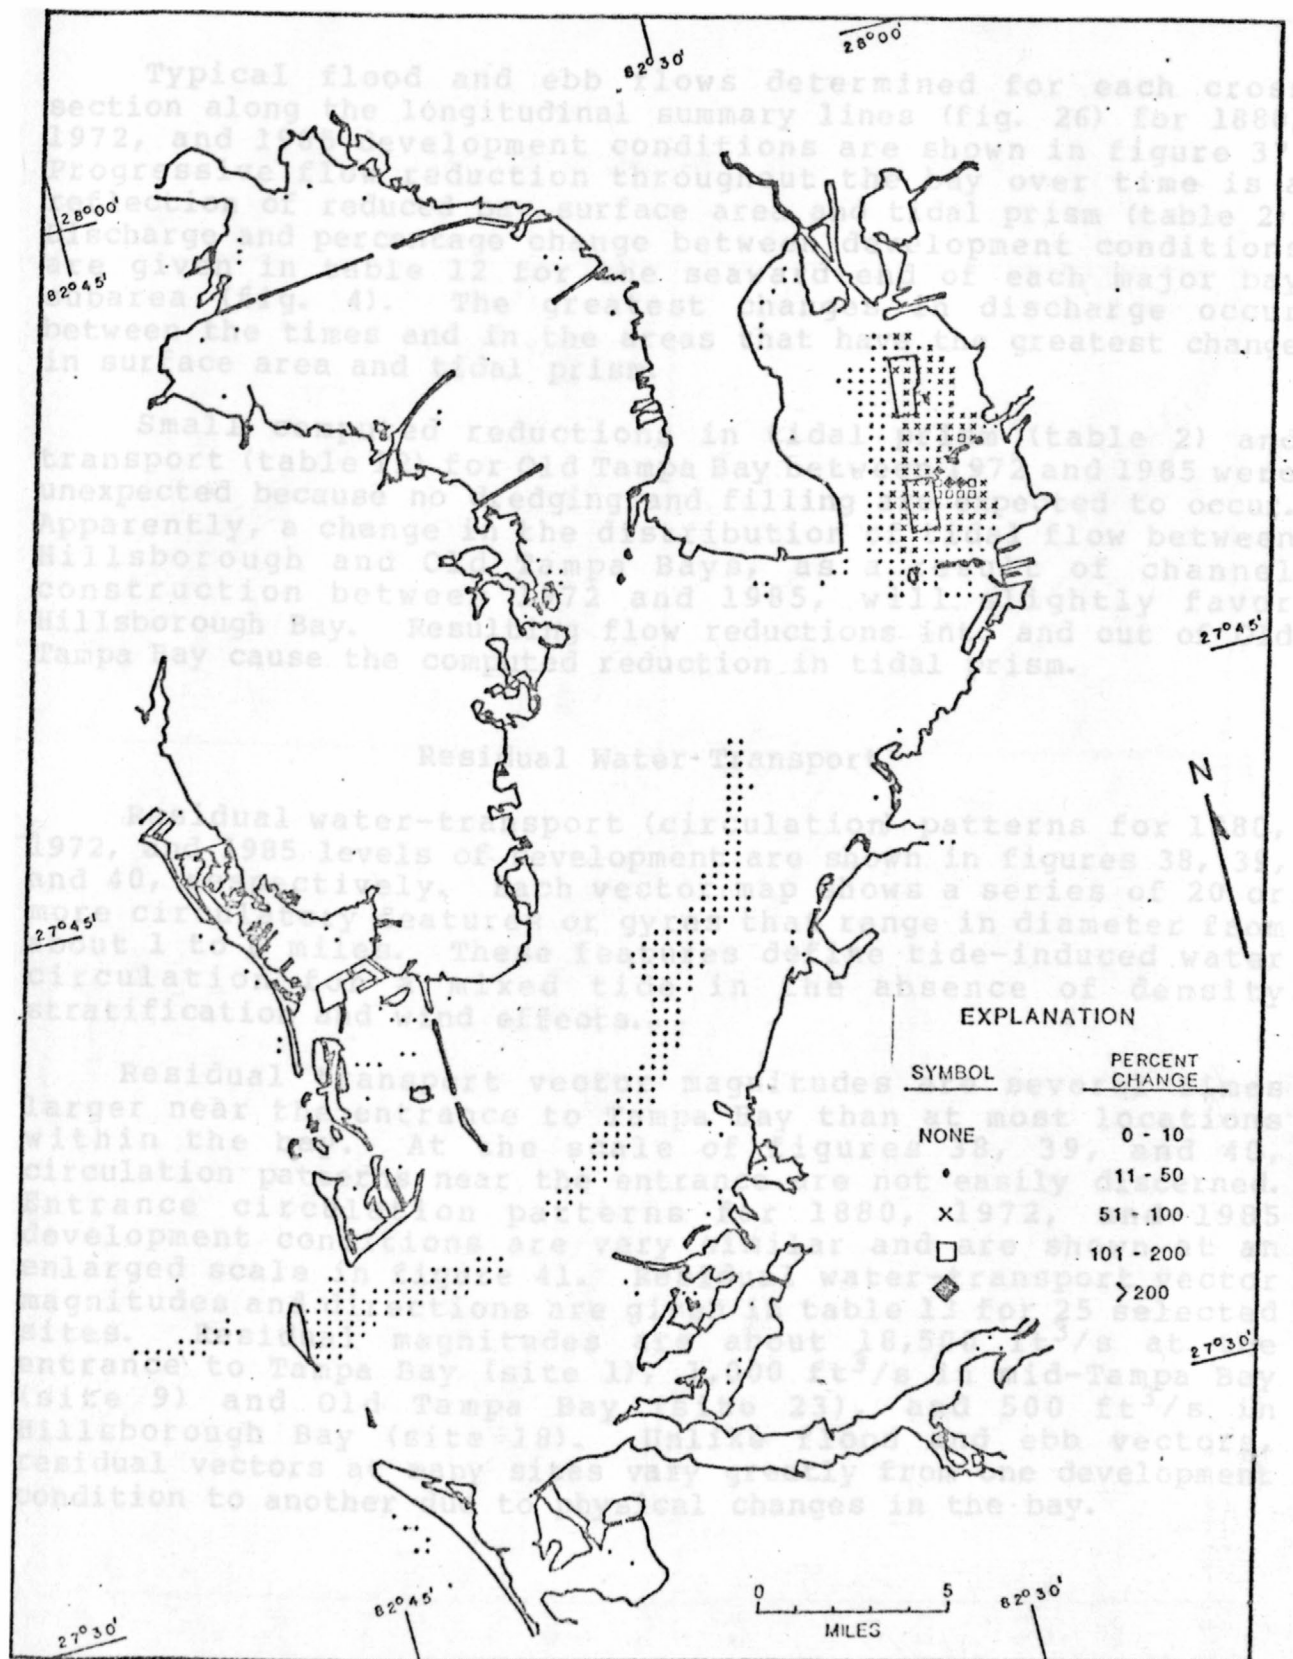 82°30'
28°00'
Typical flood and ebb flows determined for each cross
section along the longitudinal summary lines (fig. 26) for 1880
1972, and 1985 development conditions are shown in figure 3
Progressive flow reduction throughout the bay over time is a
reflection of reduced bay surface area and tidal prism (table 2
28°00'
Discharge and percentage change between development conditions
are given in table 12 for the seaward end of each major bay
82°45'
subarea (fig. 4). The greatest changes in discharge occur
between the times and in the areas that have the greatest change
in surface area and tidal prism
Small computed reductions in tidal prism (table 2) and
transport (table 12) for Old Tampa Bay between 1972 and 1985 were
unexpected because no dredging and filling are expected to occur.
Apparently, a change in the distribution of tidal flow between
Hillsborough and Old Tampa Bays, as a result of channel
construction between 1972 and 1985, will slightly favor
Hillsborough Bay. Resulting flow reductions into and out of Old
27°45'
Tampa Bay cause the computed reduction in tidal prism.
Residual Water-Transport
N
Residual water-transport (circulation) patterns for 1880,
1972, and 1985 levels of development are shown in figures 38, 39,
and 40, respectively. Each vector map shows a series of 20 or
more circulatory features or gyres that range in diameter from
27°45'
about 1 to miles. These features define tide-induced water
circulation for a mixed tide in the absence of density
stratification and wind effects.
EXPLANATION
SYMBOL
PERCENT
CHANGE
Residual transport vector magnitudes are several times
larger near the entrance to Tampa Bay than at most locations
NONE 0 - 10
within the bay. At the scale of figures 38, 39, and 40,
circulation patterns near the entrance are not easily discerned.
11 - 50
Entrance circulation patterns for 1880, 1972, and 1985
X 51 - 100
development conditions are very similar and are shown at an
101 - 200
enlarged scale in figure 41. Residual water-transport vector
>200
magnitudes and directions are given in table 13 for 25 selected
sites. Residual magnitudes are about 18,500 ft³/s at the
27°30'
entrance to Tampa Bay (site 1), 1,000 ft³/s in mid-Tampa Bay
(site 9) and Old Tampa Bay (site 23), and 500 ft³/s in
Hillsborough Bay (site 18). Unlike flood and ebb vectors,
residual vectors at many sites vary greatly from one development
condition to another due to physical changes in the bay.
0 5
MILES
82°45'
82°30'
27°30'